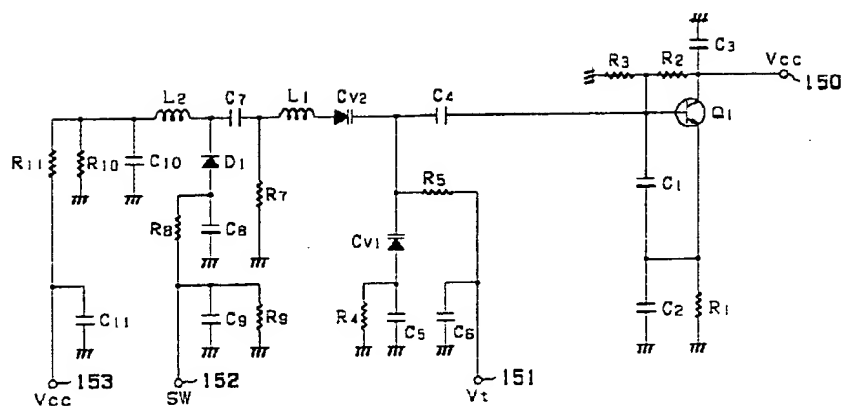 C3
R3 R2 Vcc
150
L2 C7 L1 CV2 C4 Q1
R11 R10 C10 D1 R7 R5 C1
R8 C8 CV1
C11 C9 R9 R4 C5 C6 C2 R1
153 152 151
Vcc SW Vt